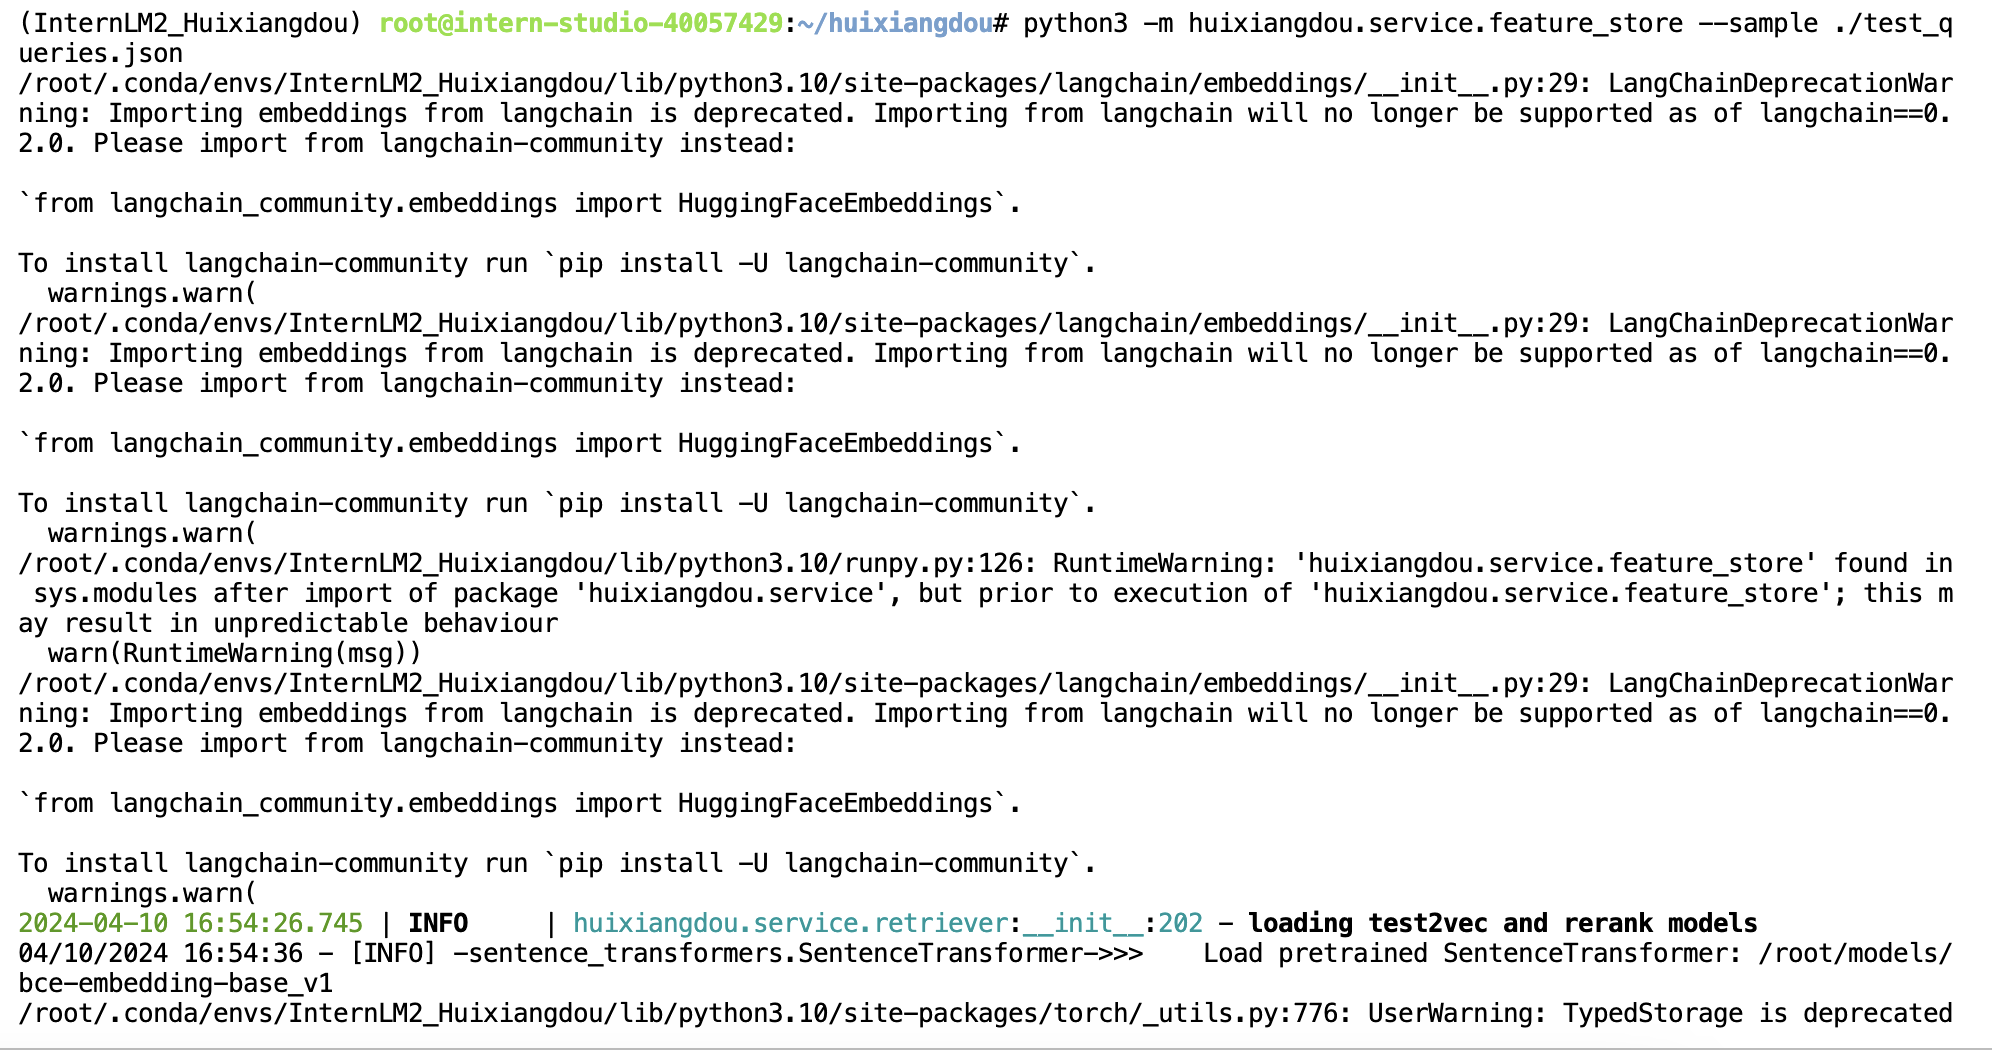 (InternLM2_Huixiangdou) root@intern-studio-40057429:~/huixiangdou# python3 -m huixiangdou.service.feature_store --sample ./test_q
ueries.json
/root/.conda/envs/InternLM2_Huixiangdou/lib/python3.10/site-packages/langchain/embeddings/__init__.py:29: LangChainDeprecationWar
ning: Importing embeddings from langchain is deprecated. Importing from langchain will no longer be supported as of langchain==0.
2.0. Please import from langchain-community instead:

`from langchain_community.embeddings import HuggingFaceEmbeddings`.

To install langchain-community run `pip install -U langchain-community`.
  warnings.warn(
/root/.conda/envs/InternLM2_Huixiangdou/lib/python3.10/site-packages/langchain/embeddings/__init__.py:29: LangChainDeprecationWar
ning: Importing embeddings from langchain is deprecated. Importing from langchain will no longer be supported as of langchain==0.
2.0. Please import from langchain-community instead:

`from langchain_community.embeddings import HuggingFaceEmbeddings`.

To install langchain-community run `pip install -U langchain-community`.
  warnings.warn(
/root/.conda/envs/InternLM2_Huixiangdou/lib/python3.10/runpy.py:126: RuntimeWarning: 'huixiangdou.service.feature_store' found in
 sys.modules after import of package 'huixiangdou.service', but prior to execution of 'huixiangdou.service.feature_store'; this m
ay result in unpredictable behaviour
  warn(RuntimeWarning(msg))
/root/.conda/envs/InternLM2_Huixiangdou/lib/python3.10/site-packages/langchain/embeddings/__init__.py:29: LangChainDeprecationWar
ning: Importing embeddings from langchain is deprecated. Importing from langchain will no longer be supported as of langchain==0.
2.0. Please import from langchain-community instead:

`from langchain_community.embeddings import HuggingFaceEmbeddings`.

To install langchain-community run `pip install -U langchain-community`.
  warnings.warn(
2024-04-10 16:54:26.745 | INFO     | huixiangdou.service.retriever:__init__:202 - loading test2vec and rerank models
04/10/2024 16:54:36 - [INFO] -sentence_transformers.SentenceTransformer->>>    Load pretrained SentenceTransformer: /root/models/
bce-embedding-base_v1
/root/.conda/envs/InternLM2_Huixiangdou/lib/python3.10/site-packages/torch/_utils.py:776: UserWarning: TypedStorage is deprecated